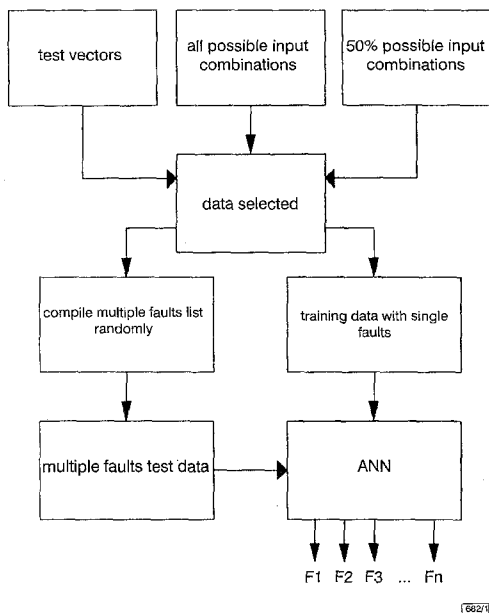 test vectors
all possible input
combinations
50% possible input
combinations
data selected
compile multiple faults list
randomly
training data with single
faults
multiple faults test data
ANN
F1 F2 F3 ... Fn
682/1